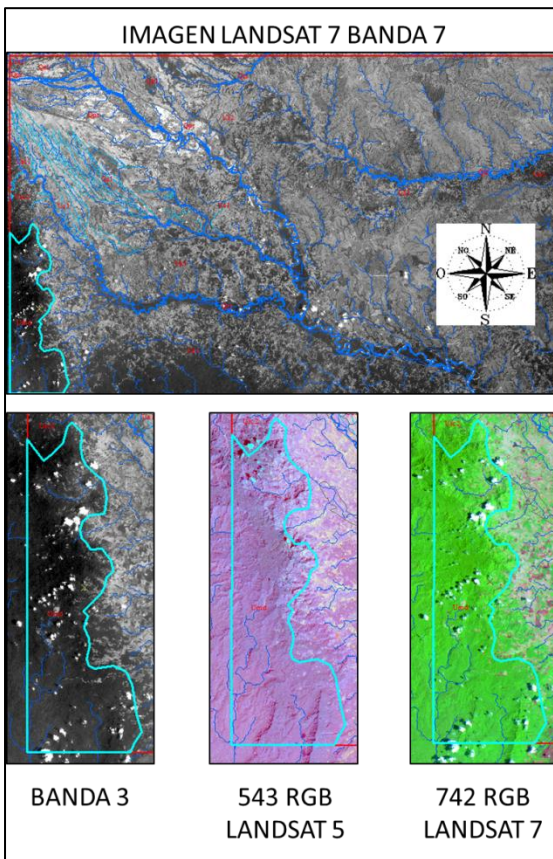 IMAGEN LANDSAT 7 BANDA 7
N
NO NE
O E
SO SE
S
BANDA 3
543 RGB
LANDSAT 5
742 RGB
LANDSAT 7